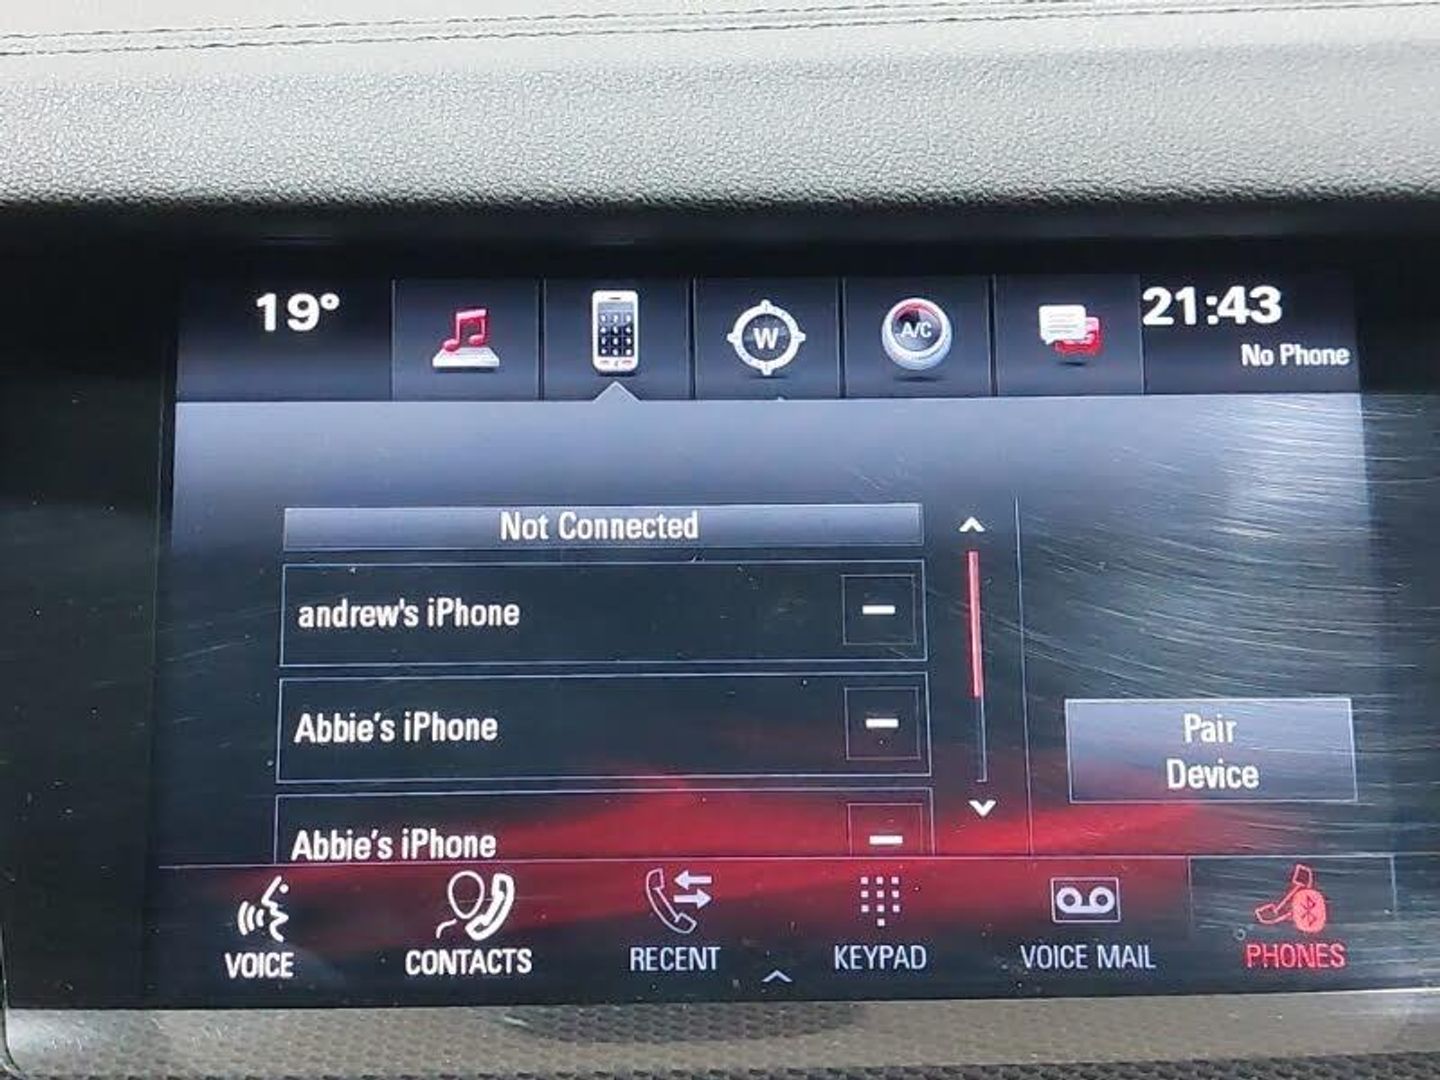 19°
W
A/C
21:43
No Phone
Not Connected
andrew's iPhone
Abbie's iPhone
Abbie's iPhone
Pair
Device
VOICE
CONTACTS
RECENT
KEYPAD
VOICE MAIL
PHONES